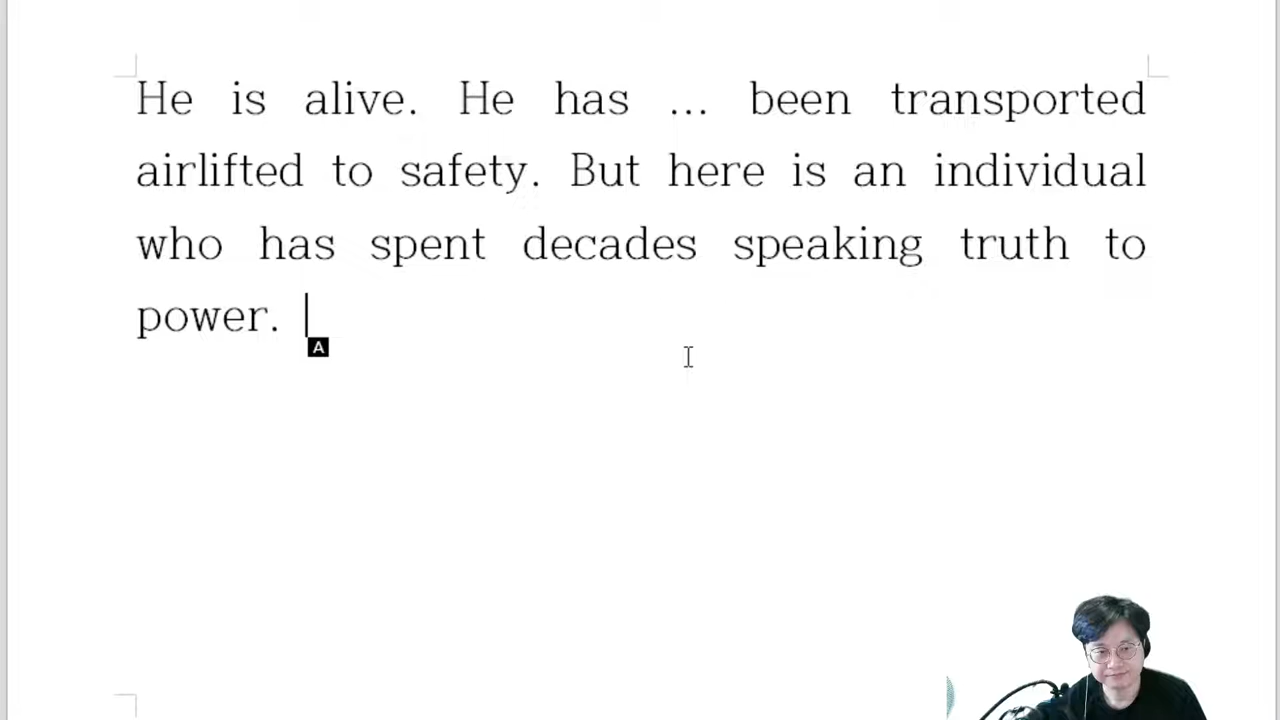 He is alive. He has ... been transported
airlifted to safety. But here is an individual
who has spent decades speaking truth to
power.
A